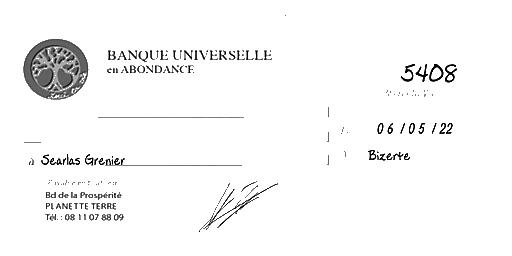 BANQUE UNIVERSELLE
en ABONDANCE
5408
06/05/22
à Searlas Grenier
Bizerte
Bd de la Prospérité
PLANETTE TERRE
Tél. : 08 11 07 88 09